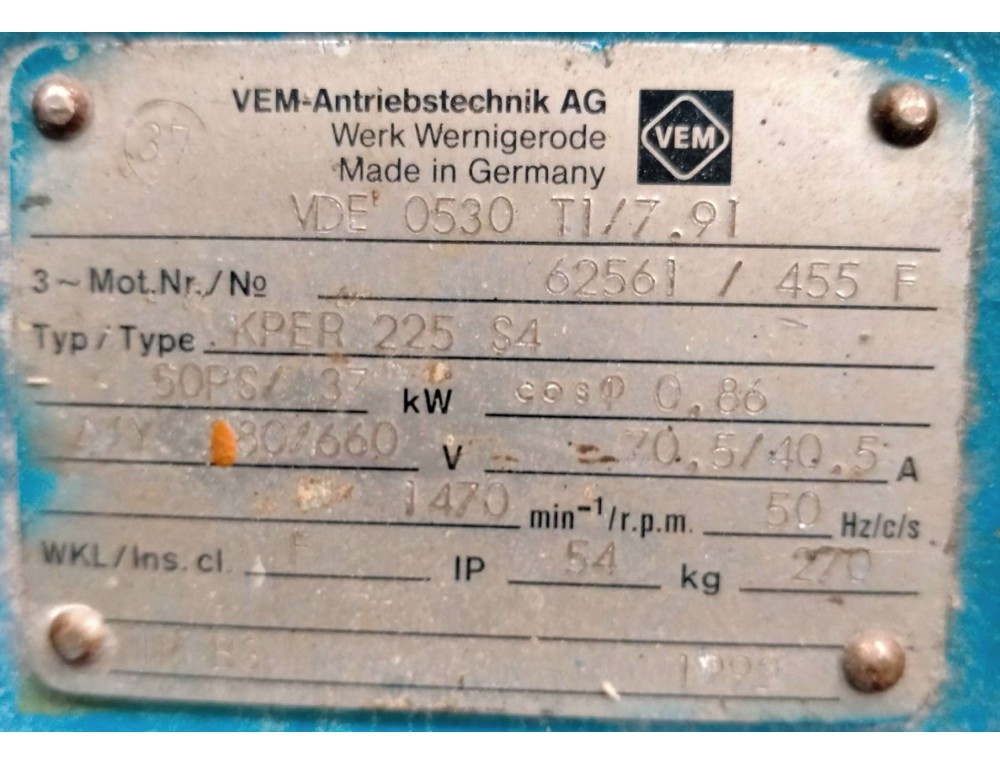 37
VEM-Antriebstechnik AG
Werk Wernigerode
Made in Germany
VEM
VDE 0530 T1/7.91
3~Mot.Nr./№ 62561 / 455 F
Typ/Type KPER 225 S4
50PS/ 37 kW cosφ 0,86
/660 V 70,5/40,5 A
1470 min⁻¹/r.p.m. 50 Hz/c/s
WKL/Ins.cl. F IP 54 kg 270